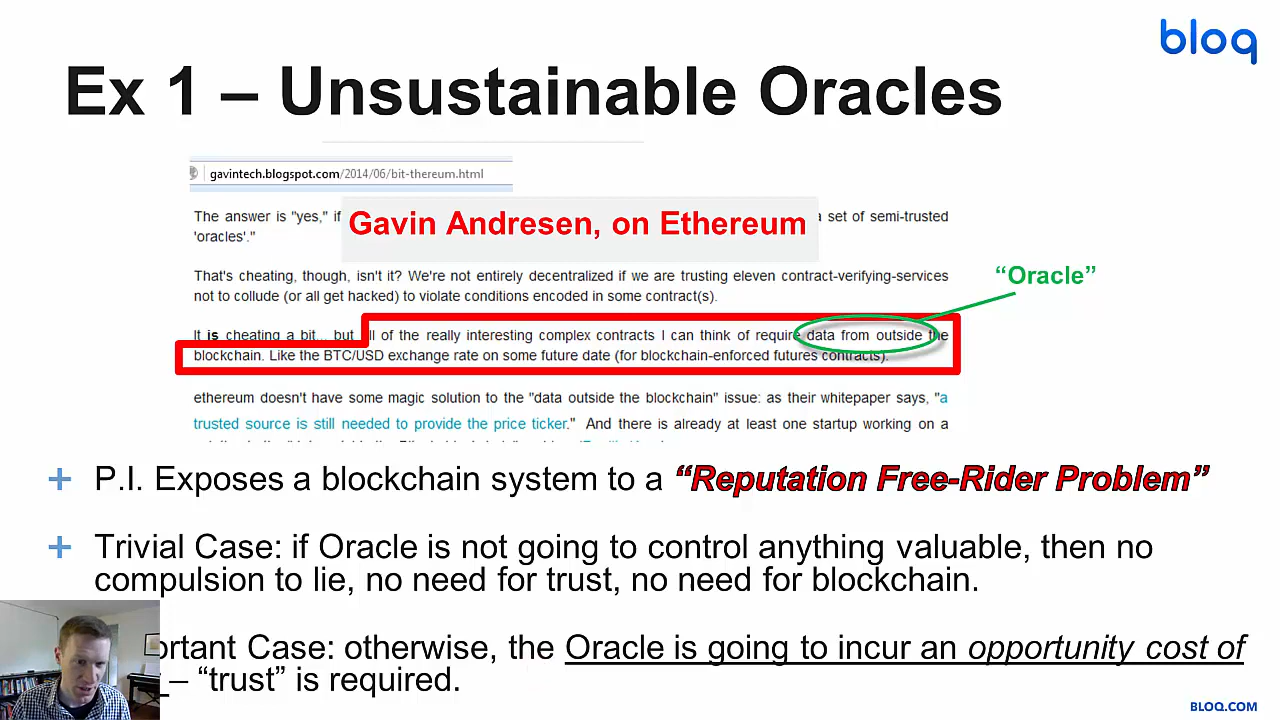 bloq
Ex 1 – Unsustainable Oracles
gavintech.blogspot.com/2014/06/bit-thereum.html
The answer is "yes," if
a set of semi-trusted
'oracles'."
Gavin Andresen, on Ethereum
That's cheating, though, isn't it? We're not entirely decentralized if we are trusting eleven contract-verifying-services
not to collude (or all get hacked) to violate conditions encoded in some contract(s).
“Oracle”
It is cheating a bit... but all of the really interesting complex contracts I can think of require data from outside the
blockchain. Like the BTC/USD exchange rate on some future date (for blockchain-enforced futures contracts).
ethereum doesn't have some magic solution to the "data outside the blockchain" issue: as their whitepaper says, "a
trusted source is still needed to provide the price ticker." And there is already at least one startup working on a
+ P.I. Exposes a blockchain system to a “Reputation Free-Rider Problem”
+ Trivial Case: if Oracle is not going to control anything valuable, then no
compulsion to lie, no need for trust, no need for blockchain.
ortant Case: otherwise, the Oracle is going to incur an opportunity cost of
– “trust” is required.
BLOQ.COM